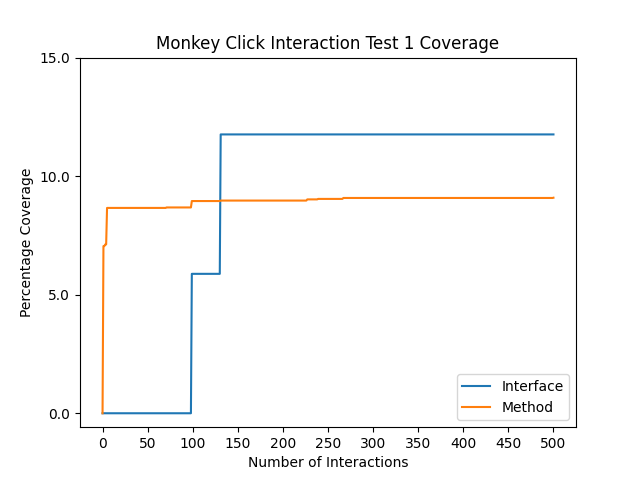 Monkey Click Interaction Test 1 Coverage
15.0
10.0
5.0
0.0
Percentage Coverage
0 50 100 150 200 250 300 350 400 450 500
Number of Interactions
Interface
Method